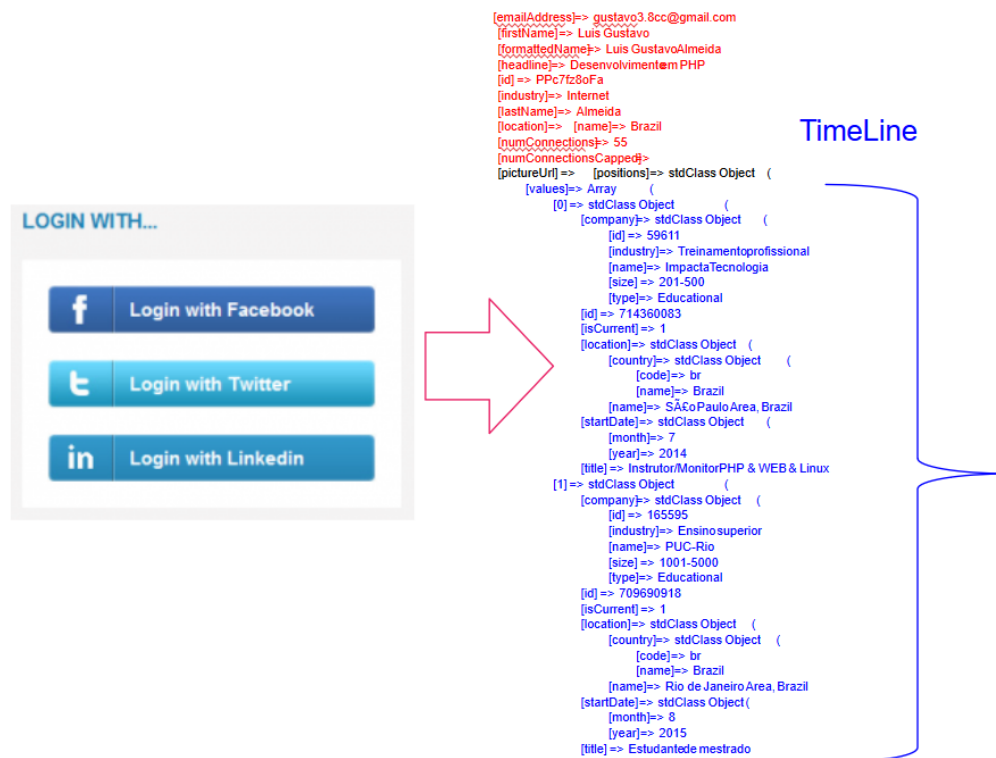 LOGIN WITH...
f Login with Facebook
t Login with Twitter
in Login with Linkedin
[emailAddress]=> gustavo3.8cc@gmail.com
[firstName]=> Luis Gustavo
[formattedName]=> Luis GustavoAlmeida
[headline]=> Desenvolvimentoem PHP
[id] => PPc7fz8oFa
[industry]=> Internet
[lastName]=> Almeida
[location]=> [name]=> Brazil
[numConnections]=> 55
[numConnectionsCapped]=>
[pictureUrl] => [positions]=> stdClass Object (
TimeLine
[values]=> Array (
[0] => stdClass Object (
[company]=> stdClass Object (
[id] => 59611
[industry]=> Treinamentoprofissional
[name]=> ImpactaTecnologia
[size] => 201-500
[type]=> Educational
[id] => 714360083
[isCurrent] => 1
[location]=> stdClass Object (
[country]=> stdClass Object (
[code]=> br
[name]=> Brazil
[name]=> SÃ£o Paulo Area, Brazil
[startDate]=> stdClass Object (
[month]=> 7
[year]=> 2014
[title] => Instrutor/MonitorPHP & WEB & Linux
[1] => stdClass Object (
[company]=> stdClass Object (
[id] => 165595
[industry]=> Ensino superior
[name]=> PUC-Rio
[size] => 1001-5000
[type]=> Educational
[id] => 709690918
[isCurrent] => 1
[location]=> stdClass Object (
[country]=> stdClass Object (
[code]=> br
[name]=> Brazil
[name]=> Rio de Janeiro Area, Brazil
[startDate]=> stdClass Object (
[month]=> 8
[year]=> 2015
[title] => Estudantede mestrado